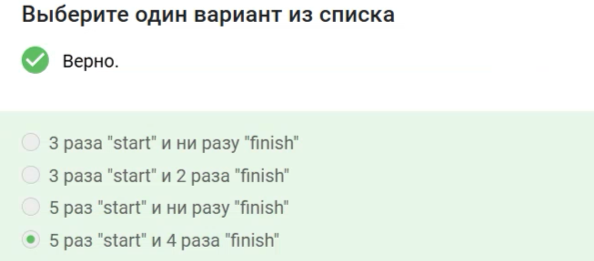 Выберите один вариант из списка
Верно.
3 раза "start" и ни разу "finish"
3 раза "start" и 2 раза "finish"
5 раз "start" и ни разу "finish"
5 раз "start" и 4 раза "finish"